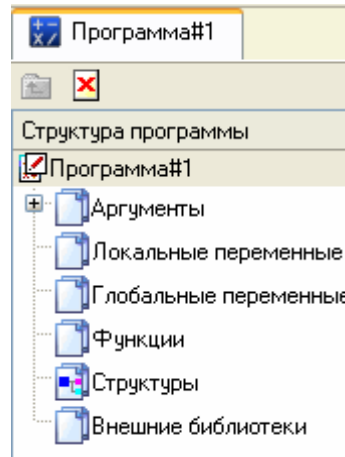 Программа#1
Структура программы
Программа#1
Аргументы
Локальные переменные
Глобальные переменные
Функции
Структуры
Внешние библиотеки